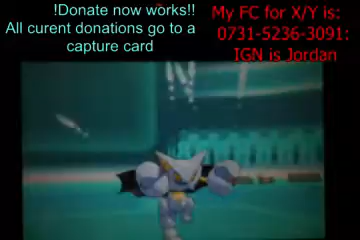 !Donate now works!!
All curent donations go to a
capture card
My FC for X/Y is:
0731-5236-3091:
IGN is Jordan